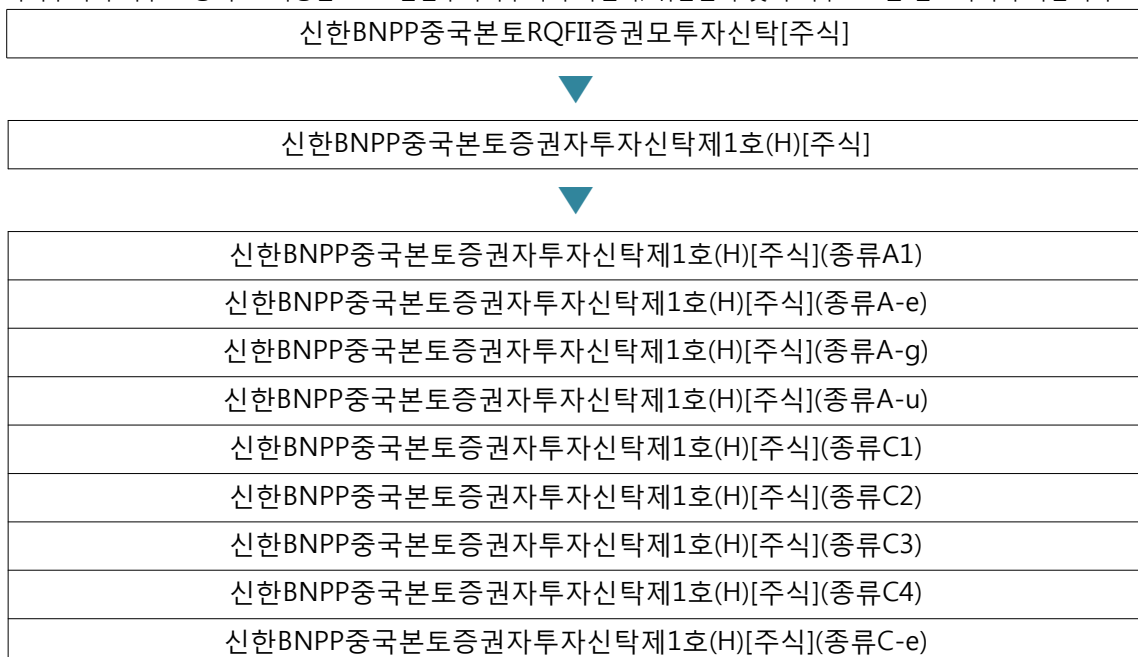 신한BNPP중국본토RQFII증권모투자신탁[주식]
신한BNPP중국본토증권자투자신탁제1호(H)[주식]
신한BNPP중국본토증권자투자신탁제1호(H)[주식](종류A1)
신한BNPP중국본토증권자투자신탁제1호(H)[주식](종류A-e)
신한BNPP중국본토증권자투자신탁제1호(H)[주식](종류A-g)
신한BNPP중국본토증권자투자신탁제1호(H)[주식](종류A-u)
신한BNPP중국본토증권자투자신탁제1호(H)[주식](종류C1)
신한BNPP중국본토증권자투자신탁제1호(H)[주식](종류C2)
신한BNPP중국본토증권자투자신탁제1호(H)[주식](종류C3)
신한BNPP중국본토증권자투자신탁제1호(H)[주식](종류C4)
신한BNPP중국본토증권자투자신탁제1호(H)[주식](종류C-e)